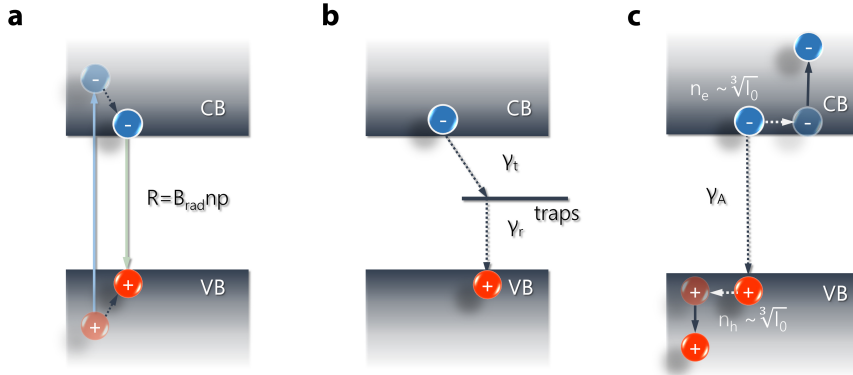 a
CB
-
-
R=B_rad np
VB
+
+
b
CB
-
γ_t
traps
γ_r
VB
+
c
-
n_e ~ ∛I_0
CB
-
-
γ_A
+
+
VB
n_h ~ ∛I_0
+